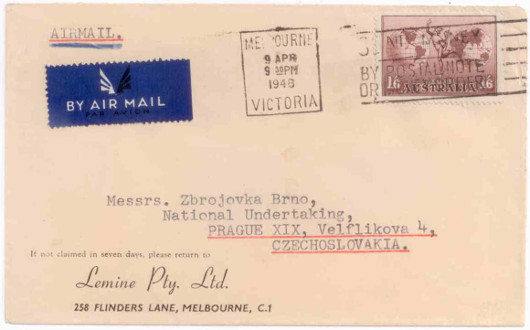 AIRMAIL.
MELBOURNE
9 APR
9 PM
1946
VICTORIA
BY POSTAL NOTE
OR
1/6 AUSTRALIA 1/6
BY AIR MAIL
PAR AVION
Messrs. Zbrojovka Brno,
National Undertaking,
PRAGUE XIX, Velflikova 4,
CZECHOSLOVAKIA.
If not claimed in seven days, please return to
Lemine Pty. Ltd.
258 FLINDERS LANE, MELBOURNE, C.1